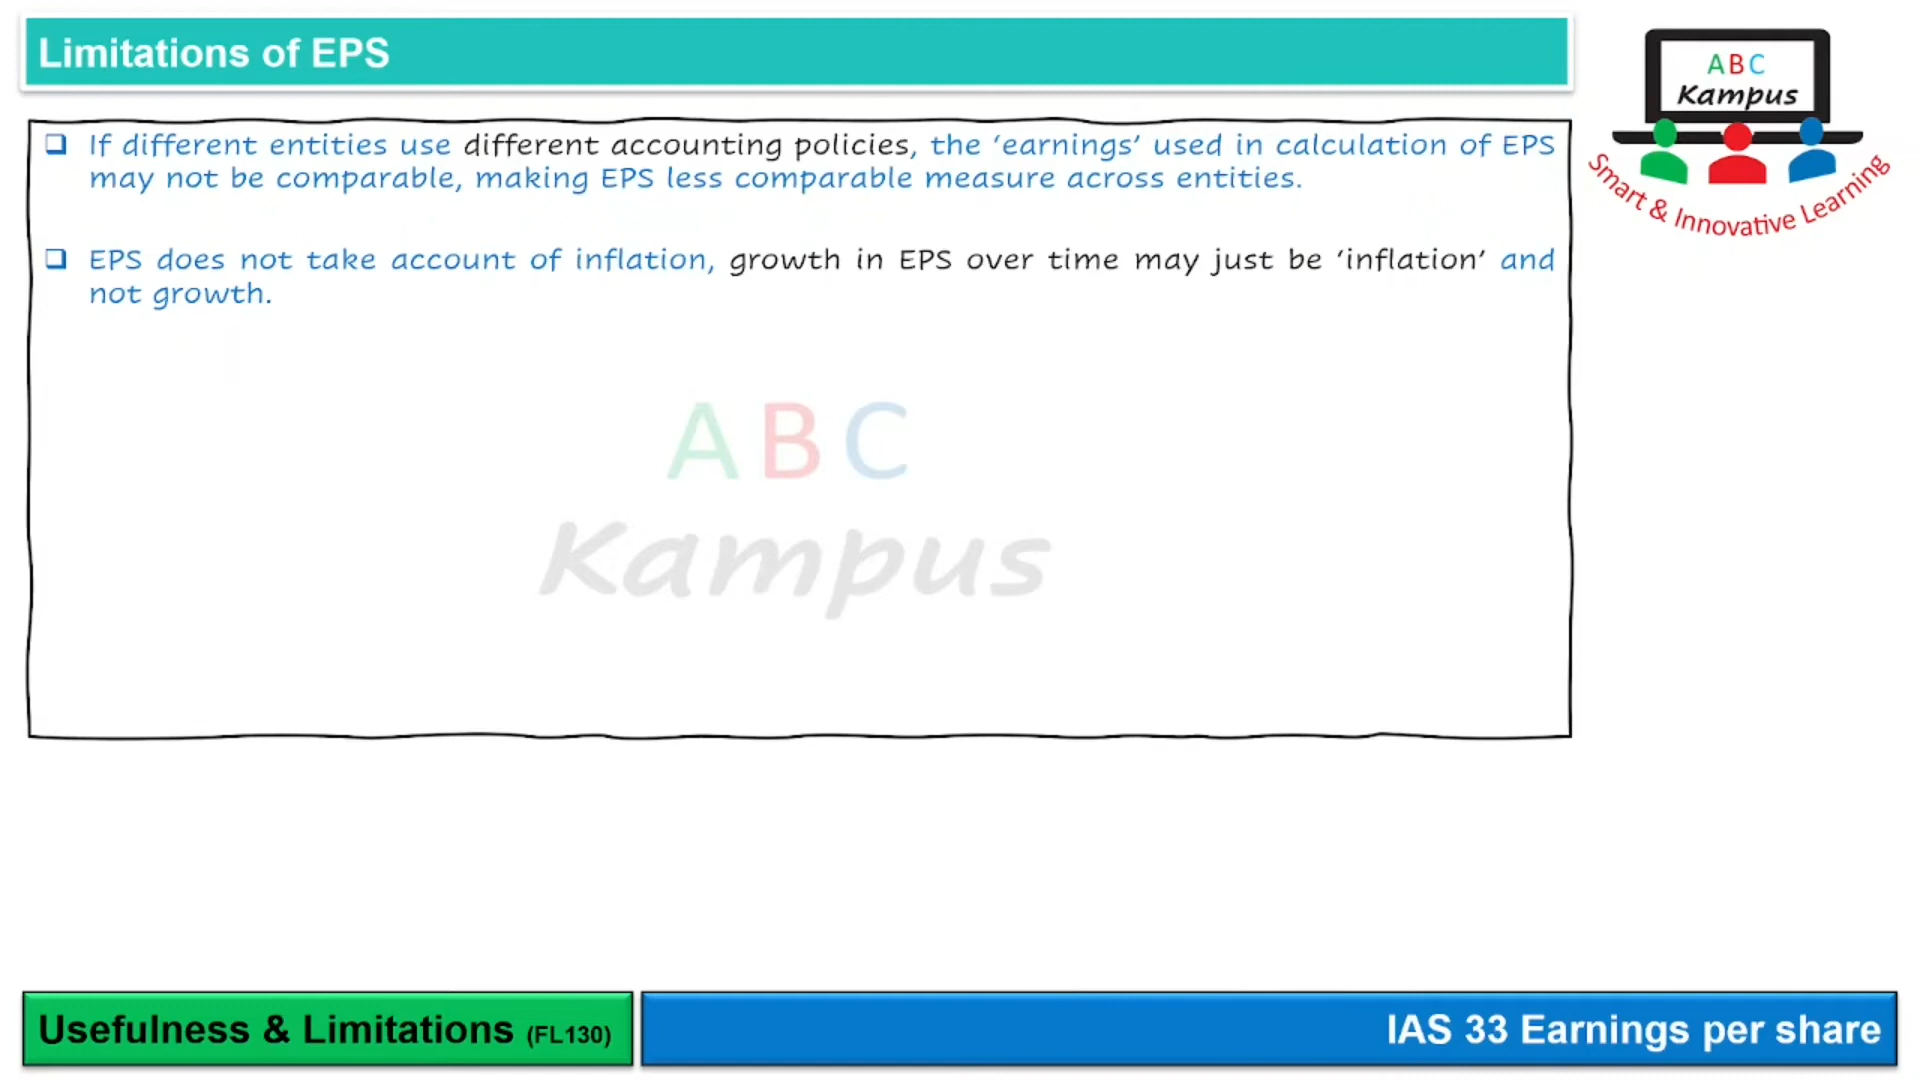 Limitations of EPS
A B C
Kampus
Smart & Innovative Learning
❑ If different entities use different accounting policies, the ‘earnings’ used in calculation of EPS
may not be comparable, making EPS less comparable measure across entities.
❑ EPS does not take account of inflation, growth in EPS over time may just be ‘inflation’ and
not growth.
A B C
Kampus
Usefulness & Limitations (FL130)
IAS 33 Earnings per share